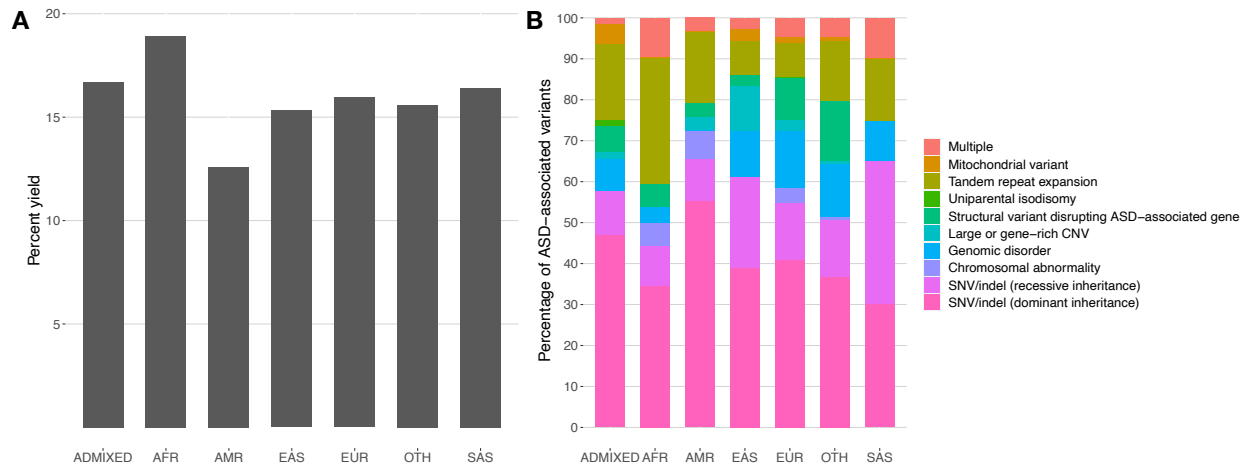 A
Percent yield
20
15
10
5
ADMIXED AFR AMR EAS EUR OTH SAS
B
Percentage of ASD−associated variants
100
90
80
70
60
50
40
30
20
10
0
ADMIXED AFR AMR EAS EUR OTH SAS
Multiple
Mitochondrial variant
Tandem repeat expansion
Uniparental isodisomy
Structural variant disrupting ASD−associated gene
Large or gene−rich CNV
Genomic disorder
Chromosomal abnormality
SNV/indel (recessive inheritance)
SNV/indel (dominant inheritance)